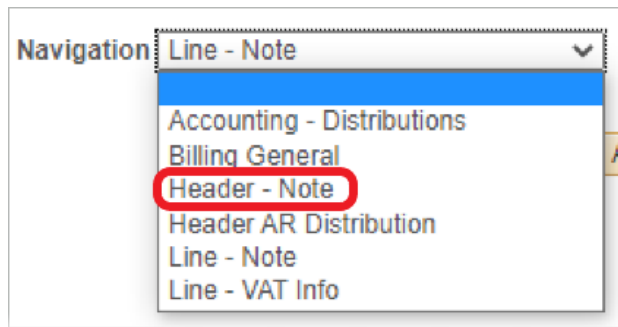 Navigation Line - Note
Accounting - Distributions
Billing General
Header - Note
Header AR Distribution
Line - Note
Line - VAT Info